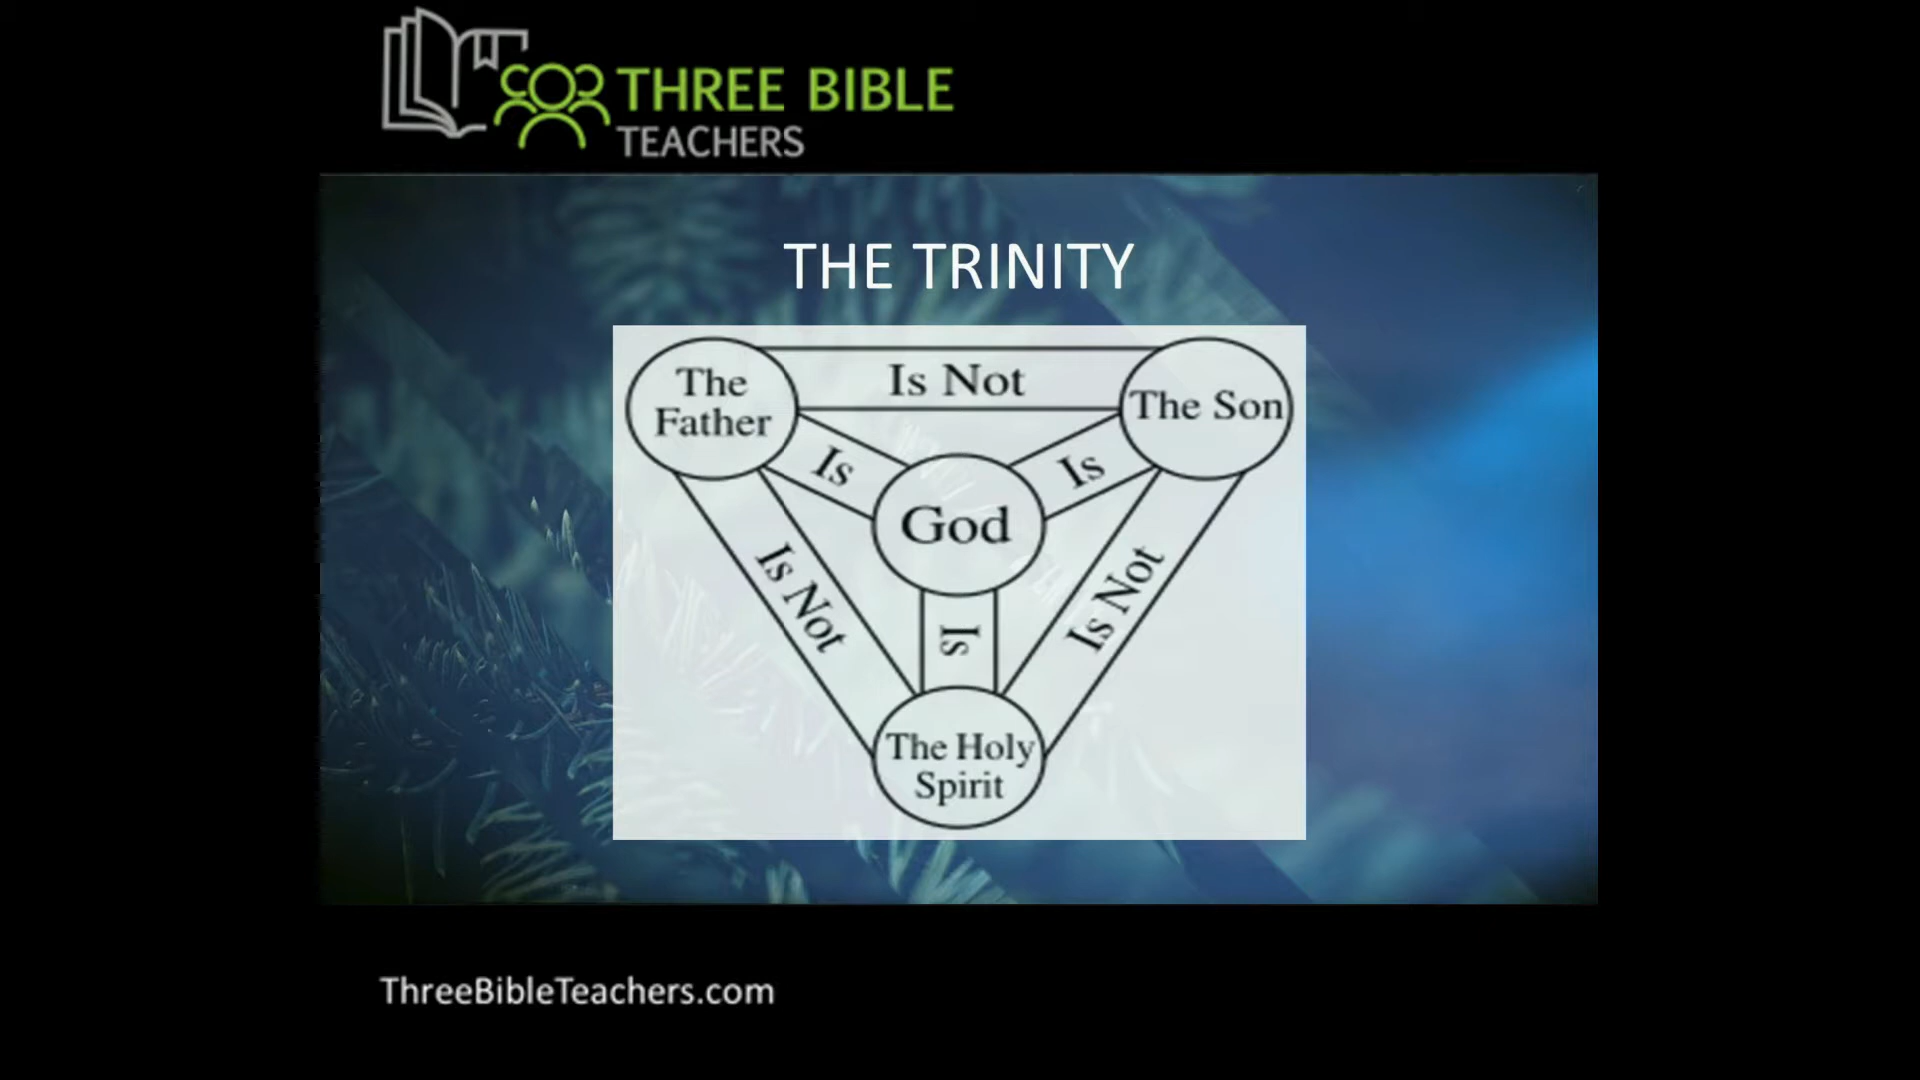 THREE BIBLE
TEACHERS
THE TRINITY
The
Father
Is Not
The Son
Is
Is
God
Is Not
Is
Is Not
The Holy
Spirit
ThreeBibleTeachers.com